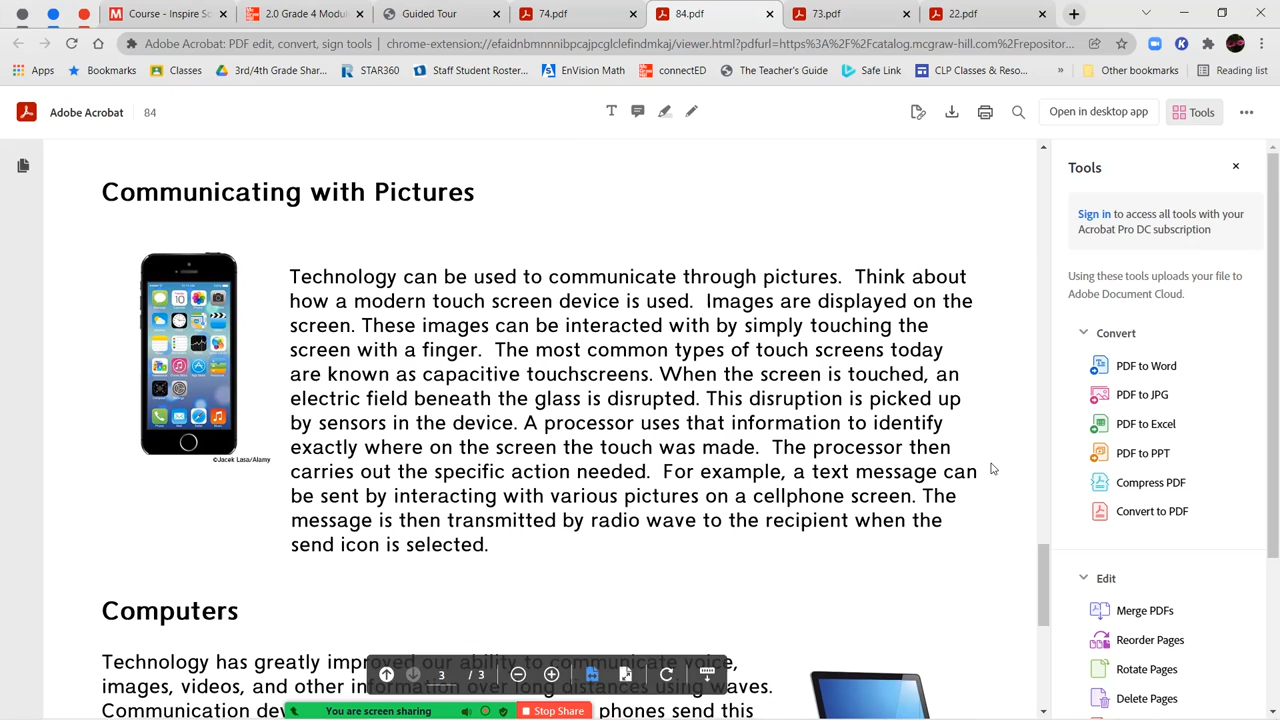 Course - Inspire Sc
2.0 Grade 4 Modul
Guided Tour
74.pdf
84.pdf
73.pdf
22.pdf
Adobe Acrobat: PDF edit, convert, sign tools | chrome-extension://efaidnbmnnnibpcajpcglclefindmkaj/viewer.html?pdfurl=https%3A%2F%2Fcatalog.mcgraw-hill.com%2Frepositor...
Apps
Bookmarks
Classes
3rd/4th Grade Shar...
STAR360
Staff Student Roster...
EnVision Math
connectED
The Teacher's Guide
Safe Link
CLP Classes & Reso...
»
Other bookmarks
Reading list
Adobe Acrobat
84
Open in desktop app
Tools
Communicating with Pictures
Technology can be used to communicate through pictures. Think about
how a modern touch screen device is used. Images are displayed on the
screen. These images can be interacted with by simply touching the
screen with a finger. The most common types of touch screens today
are known as capacitive touchscreens. When the screen is touched, an
electric field beneath the glass is disrupted. This disruption is picked up
by sensors in the device. A processor uses that information to identify
exactly where on the screen the touch was made. The processor then
carries out the specific action needed. For example, a text message can
be sent by interacting with various pictures on a cellphone screen. The
message is then transmitted by radio wave to the recipient when the
send icon is selected.
©Jacek Lasa/Alamy
Computers
Technology has greatly improved our ability to communicate voice,
images, videos, and other information over long distances using waves.
Communication dev phones send this
3 / 3
You are screen sharing
Stop Share
Tools
Sign in to access all tools with your
Acrobat Pro DC subscription
Using these tools uploads your file to
Adobe Document Cloud.
Convert
PDF to Word
PDF to JPG
PDF to Excel
PDF to PPT
Compress PDF
Convert to PDF
Edit
Merge PDFs
Reorder Pages
Rotate Pages
Delete Pages